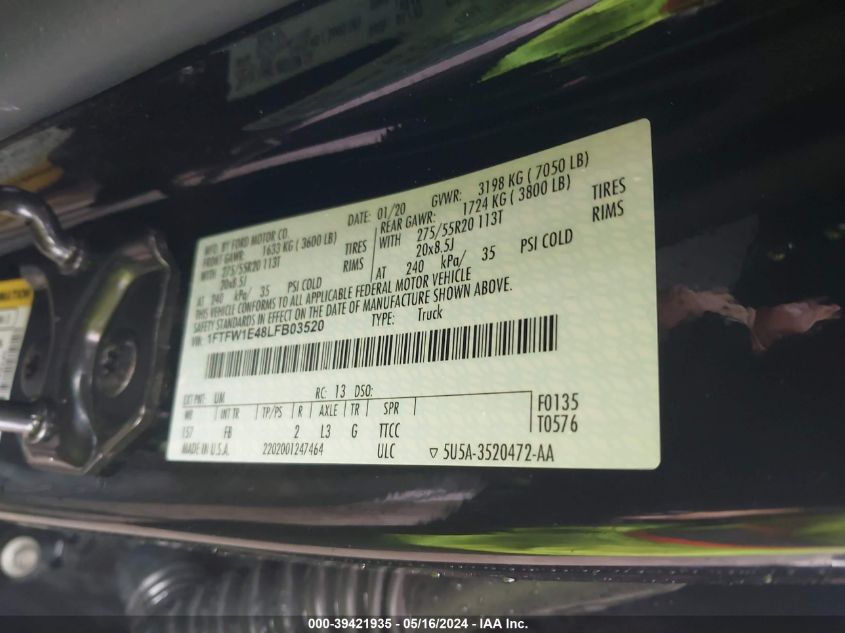 MFD. BY FORD MOTOR CO.
DATE: 01/20
GVWR: 3198 KG ( 7050 LB)
FRONT GAWR: 1633 KG ( 3600 LB)
REAR GAWR: 1724 KG ( 3800 LB)
WITH 275/55R20 113T TIRES
WITH 275/55R20 113T TIRES
20x8.5J RIMS
20x8.5J RIMS
AT 240 kPa/ 35 PSI COLD
AT 240 kPa/ 35 PSI COLD
THIS VEHICLE CONFORMS TO ALL APPLICABLE FEDERAL MOTOR VEHICLE
SAFETY STANDARDS IN EFFECT ON THE DATE OF MANUFACTURE SHOWN ABOVE.
VIN: 1FTFW1E48LFB03520
TYPE: Truck
EXT PNT: UM RC: 13 DSO:
WB INT TR TP/PS R AXLE TR SPR
157 FB 2 L3 G TTCC
F0135
T0576
MADE IN U.S.A. 2202001247464 ULC ▽ 5U5A-3520472-AA
000-39421935 - 05/16/2024 - IAA Inc.